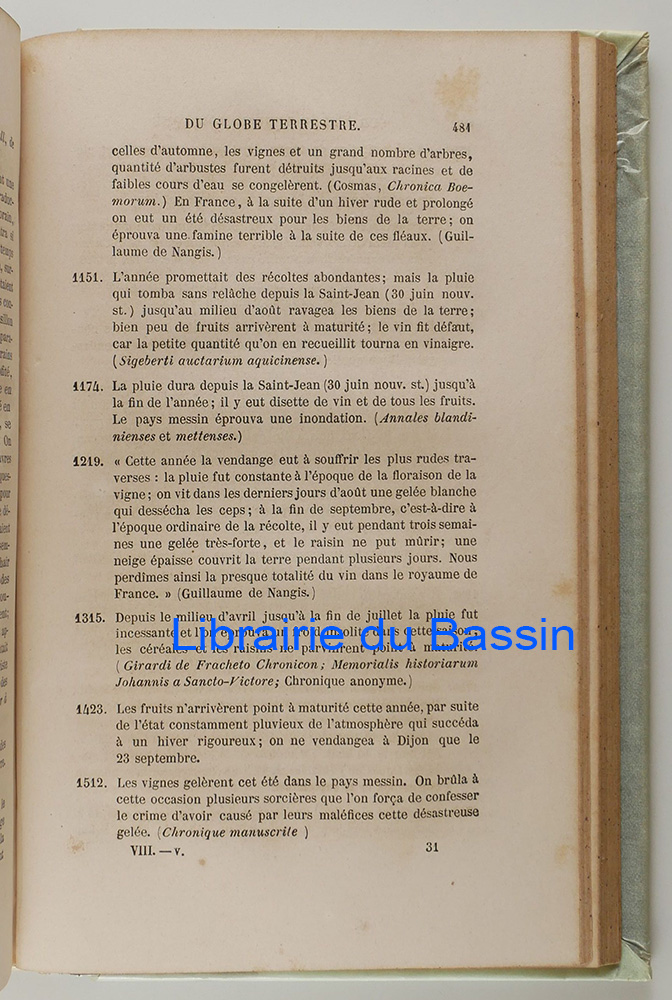 DU GLOBE TERRESTRE. 481
celles d'automne, les vignes et un grand nombre d'arbres,
quantité d'arbustes furent détruits jusqu'aux racines et de
faibles cours d'eau se congelèrent. (Cosmas, Chronica Boe-
morum.) En France, à la suite d'un hiver rude et prolongé
on eut un été désastreux pour les biens de la terre; on
éprouva une famine terrible à la suite de ces fléaux. (Guil-
laume de Nangis.)
1151. L'année promettait des récoltes abondantes; mais la pluie
qui tomba sans relâche depuis la Saint-Jean (30 juin nouv.
st.) jusqu'au milieu d'août ravagea les biens de la terre;
bien peu de fruits arrivèrent à maturité; le vin fit défaut,
car la petite quantité qu'on en recueillit tourna en vinaigre.
(Sigeberti auctarium aquicinense.)
1174. La pluie dura depuis la Saint-Jean (30 juin nouv. st.) jusqu'à
la fin de l'année; il y eut disette de vin et de tous les fruits.
Le pays messin éprouva une inondation. (Annales blandi-
nienses et mettenses.)
1219. « Cette année la vendange eut à souffrir les plus rudes tra-
verses : la pluie fut constante à l'époque de la floraison de la
vigne; on vit dans les derniers jours d'août une gelée blanche
qui dessécha les ceps; à la fin de septembre, c'est-à-dire à
l'époque ordinaire de la récolte, il y eut pendant trois semai-
nes une gelée très-forte, et le raisin ne put mûrir; une
neige épaisse couvrit la terre pendant plusieurs jours. Nous
perdîmes ainsi la presque totalité du vin dans le royaume de
France. » (Guillaume de Nangis.)
1315. Depuis le milieu d'avril jusqu'à la fin de juillet la pluie fut
incessante et l'on éprouva un froid insolite dans cette saison;
Librairie du Bassin
les céréales et les raisins ne parvinrent point à maturité.
(Girardi de Fracheto Chronicon; Memorialis historiarum
Johannis a Sancto-Victore; Chronique anonyme.)
1423. Les fruits n'arrivèrent point à maturité cette année, par suite
de l'état constamment pluvieux de l'atmosphère qui succéda
à un hiver rigoureux; on ne vendangea à Dijon que le
23 septembre.
1512. Les vignes gelèrent cet été dans le pays messin. On brûla à
cette occasion plusieurs sorcières que l'on força de confesser
le crime d'avoir causé par leurs maléfices cette désastreuse
gelée. (Chronique manuscrite )
VIII. — v. 31